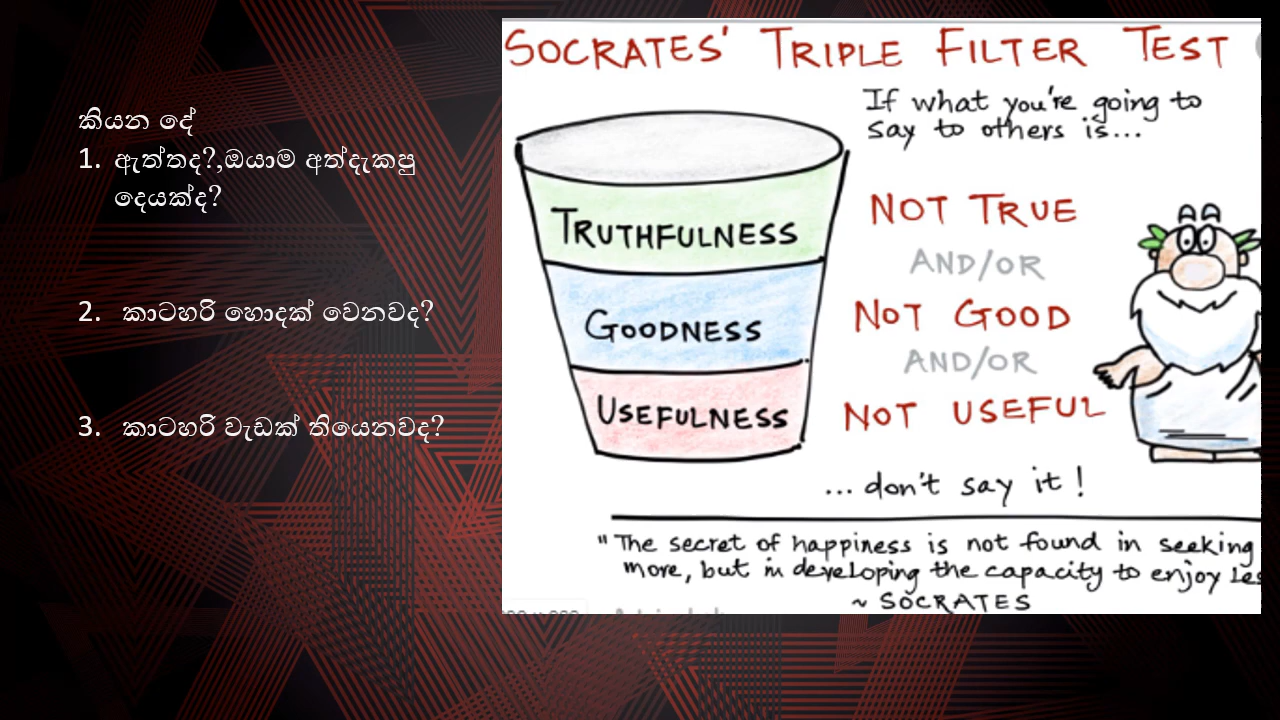 කියන දේ
1. ඇත්තද?,ඔයාම අත්දැකපු
දෙයක්ද?
2. කාටහරි හොදක් වෙනවද?
3. කාටහරි වැඩක් තියෙනවද?
SOCRATES' TRIPLE FILTER TEST
If what you're going to
say to others is...
TRUTHFULNESS
GOODNESS
USEFULNESS
NOT TRUE
AND/OR
NOT GOOD
AND/OR
NOT USEFUL
... don't say it!
"The secret of happiness is not found in seeking
more, but in developing the capacity to enjoy les
~ SOCRATES